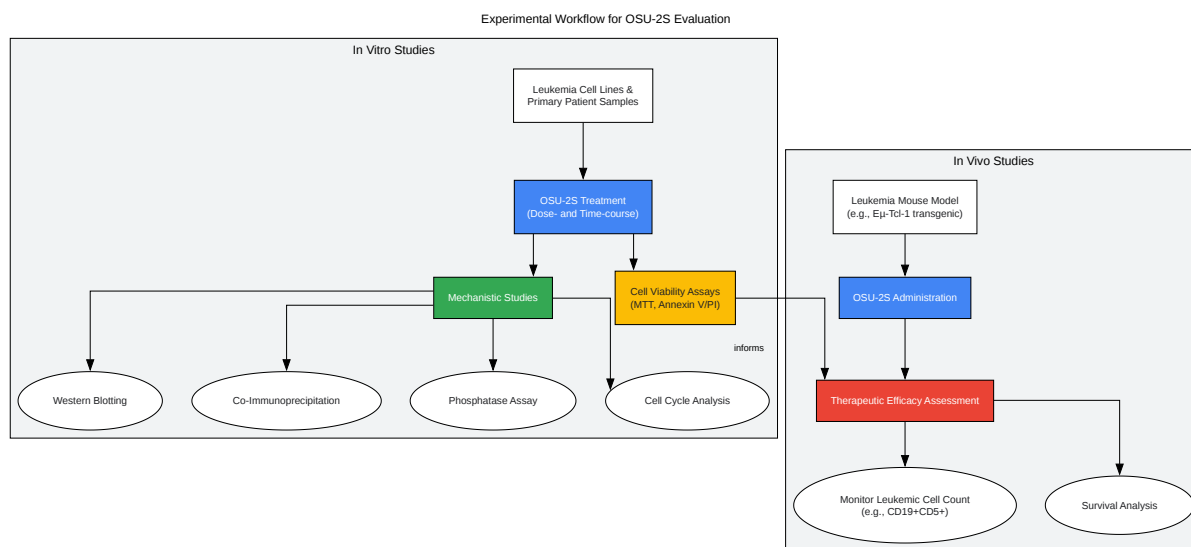 Experimental Workflow for OSU-2S Evaluation
In Vitro Studies
Leukemia Cell Lines &
Primary Patient Samples
OSU-2S Treatment
(Dose- and Time-course)
Mechanistic Studies
Cell Viability Assays
(MTT, Annexin V/PI)
informs
Western Blotting
Co-Immunoprecipitation
Phosphatase Assay
Cell Cycle Analysis
In Vivo Studies
Leukemia Mouse Model
(e.g., Eμ-Tcl-1 transgenic)
OSU-2S Administration
Therapeutic Efficacy Assessment
Monitor Leukemic Cell Count
(e.g., CD19+CD5+)
Survival Analysis